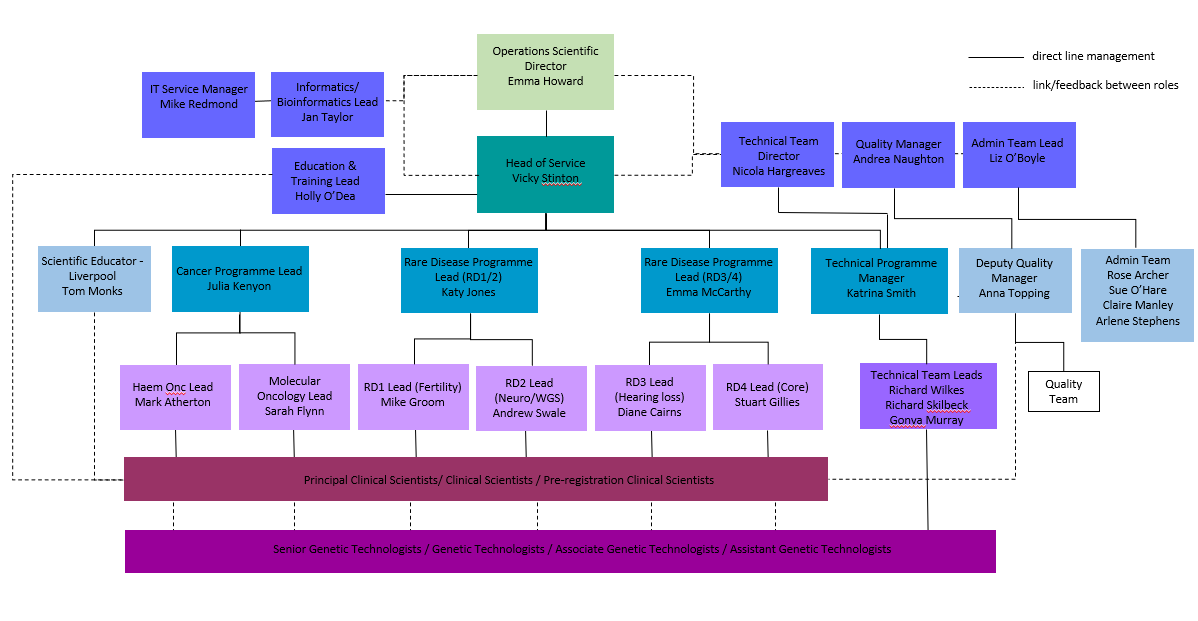 Operations Scientific
Director
Emma Howard
direct line management
link/feedback between roles
IT Service Manager
Mike Redmond
Informatics/
Bioinformatics Lead
Jan Taylor
Education &
Training Lead
Holly O'Dea
Head of Service
Vicky Stinton
Technical Team
Director
Nicola Hargreaves
Quality Manager
Andrea Naughton
Admin Team Lead
Liz O'Boyle
Scientific Educator -
Liverpool
Tom Monks
Cancer Programme Lead
Julia Kenyon
Rare Disease Programme
Lead (RD1/2)
Katy Jones
Rare Disease Programme
Lead (RD3/4)
Emma McCarthy
Technical Programme
Manager
Katrina Smith
Deputy Quality
Manager
Anna Topping
Admin Team
Rose Archer
Sue O'Hare
Claire Manley
Arlene Stephens
Haem Onc Lead
Mark Atherton
Molecular
Oncology Lead
Sarah Flynn
RD1 Lead (Fertility)
Mike Groom
RD2 Lead
(Neuro/WGS)
Andrew Swale
RD3 Lead
(Hearing loss)
Diane Cairns
RD4 Lead (Core)
Stuart Gillies
Technical Team Leads
Richard Wilkes
Richard Skilbeck
Gonva Murray
Quality
Team
Principal Clinical Scientists/ Clinical Scientists / Pre-registration Clinical Scientists
Senior Genetic Technologists / Genetic Technologists / Associate Genetic Technologists / Assistant Genetic Technologists